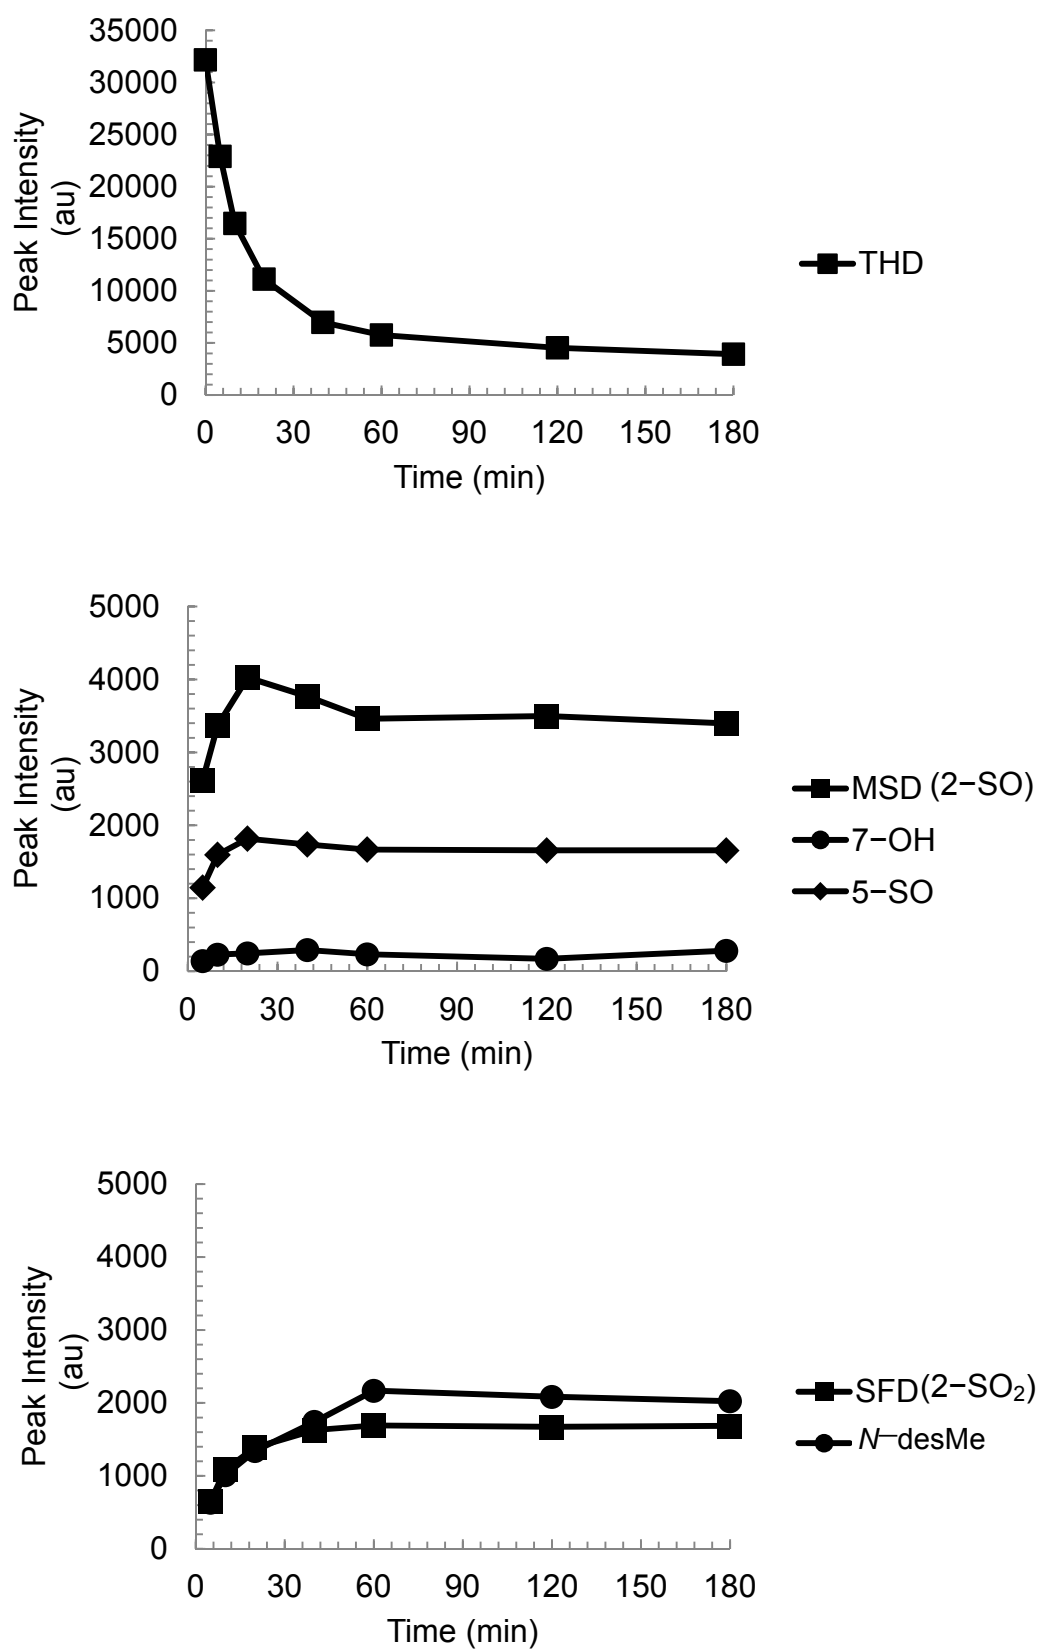 35000
30000
25000
20000
15000
10000
5000
0
Peak Intensity
(au)
0 30 60 90 120 150 180
Time (min)
THD
5000
4000
3000
2000
1000
0
Peak Intensity
(au)
0 30 60 90 120 150 180
Time (min)
MSD (2−SO)
7−OH
5−SO
5000
4000
3000
2000
1000
0
Peak Intensity
(au)
0 30 60 90 120 150 180
Time (min)
SFD(2−SO₂)
N—desMe